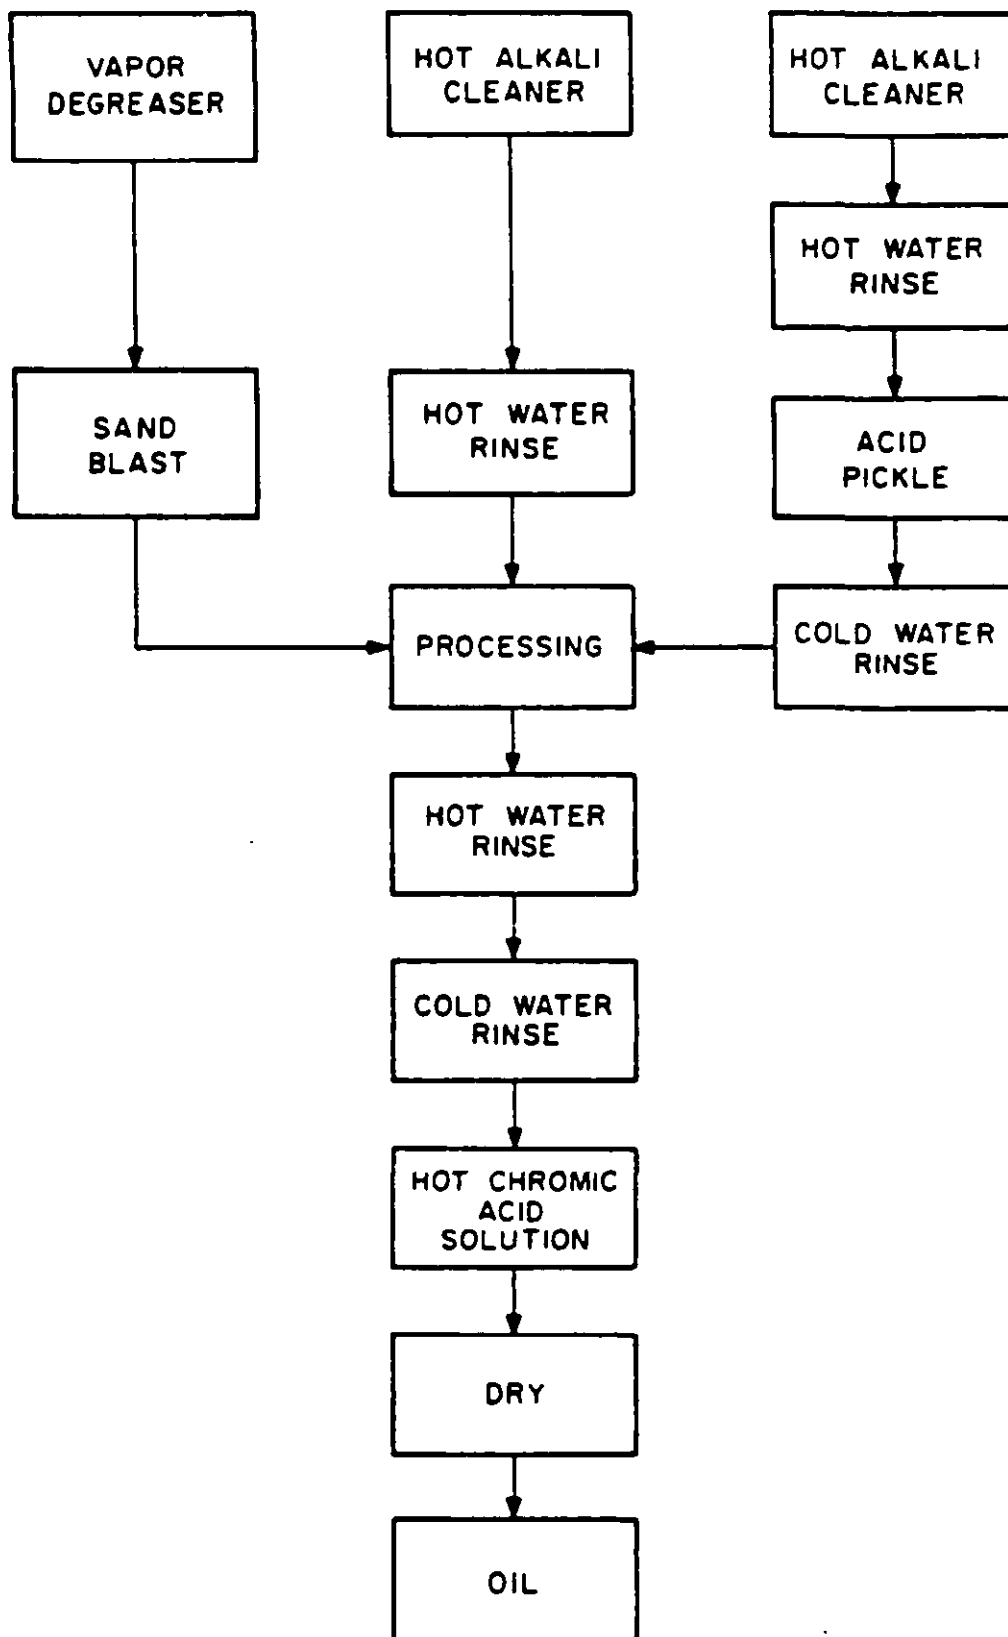 VAPOR
DEGREASER
HOT ALKALI
CLEANER
HOT ALKALI
CLEANER
HOT WATER
RINSE
SAND
BLAST
HOT WATER
RINSE
ACID
PICKLE
PROCESSING
COLD WATER
RINSE
HOT WATER
RINSE
COLD WATER
RINSE
HOT CHROMIC
ACID
SOLUTION
DRY
OIL